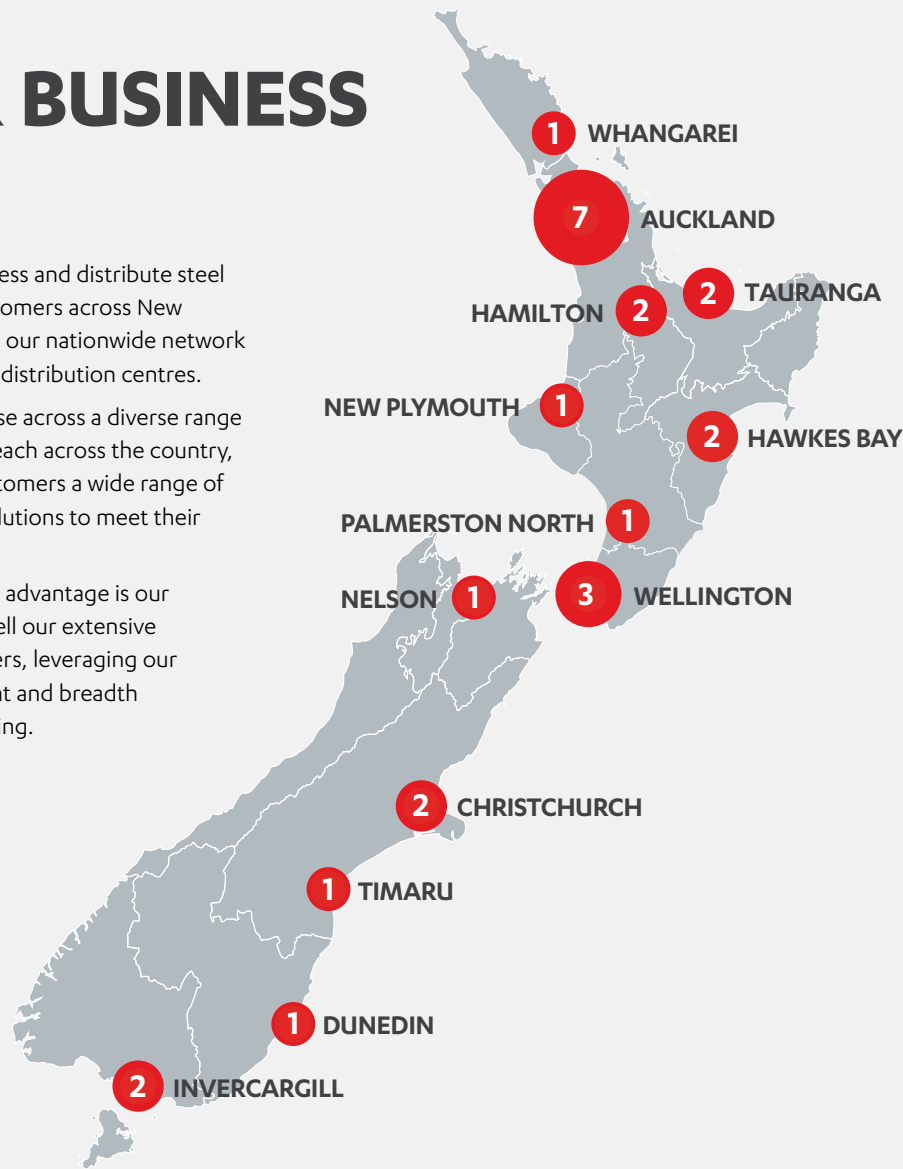 BUSINESS
ess and distribute steel
tomers across New
our nationwide network
distribution centres.
se across a diverse range
each across the country,
tomers a wide range of
lutions to meet their
advantage is our
ell our extensive
ers, leveraging our
nt and breadth
ing.
1 WHANGAREI
7 AUCKLAND
2 TAURANGA
HAMILTON 2
NEW PLYMOUTH 1
2 HAWKES BAY
PALMERSTON NORTH 1
NELSON 1
3 WELLINGTON
2 CHRISTCHURCH
1 TIMARU
1 DUNEDIN
2 INVERCARGILL